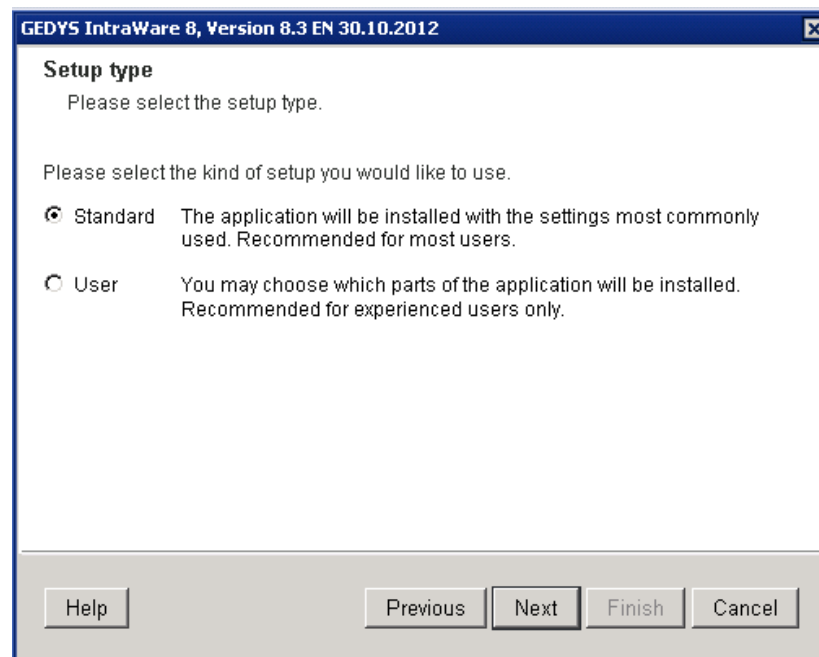 GEDYS IntraWare 8, Version 8.3 EN 30.10.2012
Setup type
Please select the setup type.
Please select the kind of setup you would like to use.
Standard The application will be installed with the settings most commonly
used. Recommended for most users.
User You may choose which parts of the application will be installed.
Recommended for experienced users only.
Help Previous Next Finish Cancel